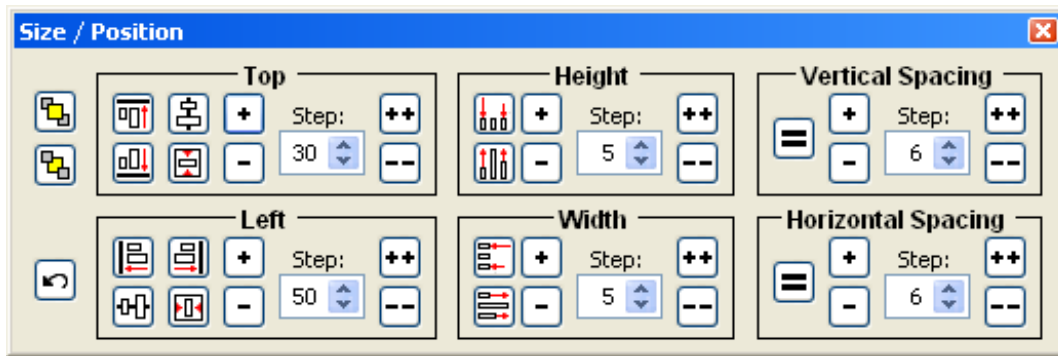 Size / Position
Top Height Vertical Spacing
+ Step: ++ + Step: ++ + Step: ++
30 5 = 6
- -- - -- - --
Left Width Horizontal Spacing
+ Step: ++ + Step: ++ + Step: ++
50 5 = 6
- -- - -- - --